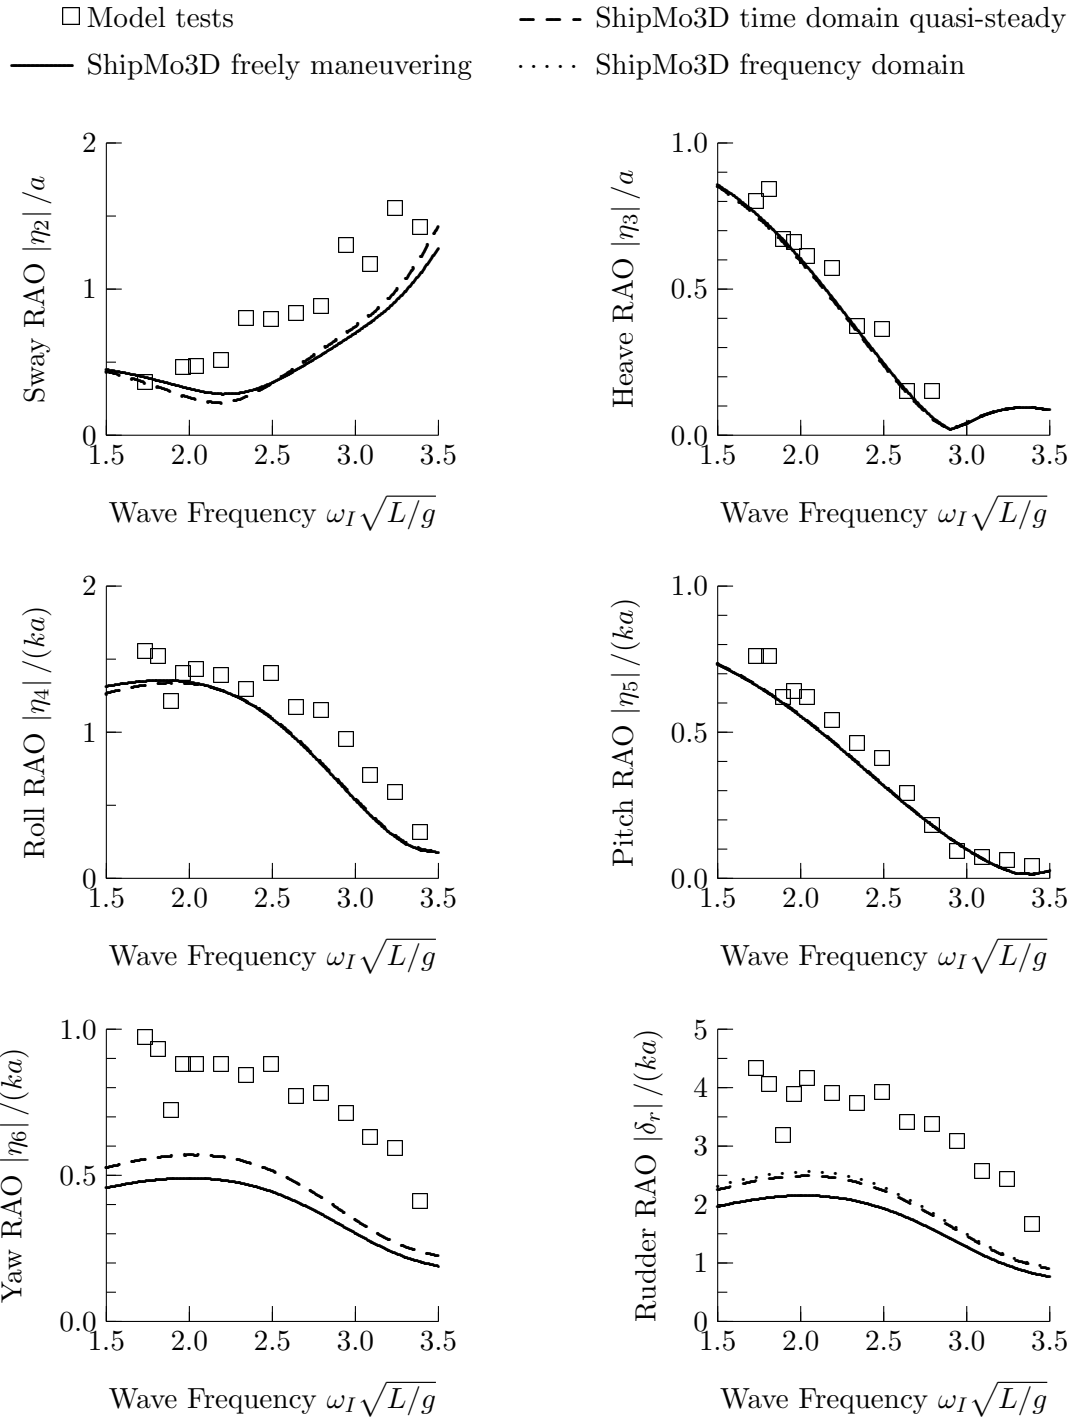 □ Model tests
ShipMo3D time domain quasi-steady
ShipMo3D freely maneuvering
ShipMo3D frequency domain
Sway RAO |η2|/a
2
1
0
1.5 2.0 2.5 3.0 3.5
Wave Frequency ωI√L/g
Heave RAO |η3|/a
1.0
0.5
0.0
1.5 2.0 2.5 3.0 3.5
Wave Frequency ωI√L/g
Roll RAO |η4|/(ka)
2
1
0
1.5 2.0 2.5 3.0 3.5
Wave Frequency ωI√L/g
Pitch RAO |η5|/(ka)
1.0
0.5
0.0
1.5 2.0 2.5 3.0 3.5
Wave Frequency ωI√L/g
Yaw RAO |η6|/(ka)
1.0
0.5
0.0
1.5 2.0 2.5 3.0 3.5
Wave Frequency ωI√L/g
Rudder RAO |δr|/(ka)
5
4
3
2
1
0
1.5 2.0 2.5 3.0 3.5
Wave Frequency ωI√L/g